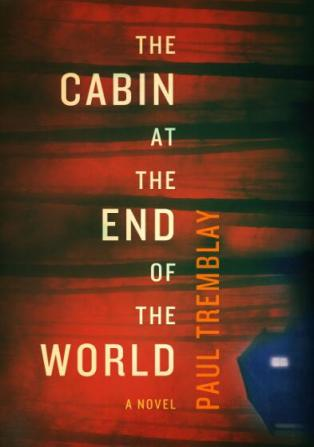 THE
CABIN
AT
THE
END
OF
THE
WORLD
A NOVEL
PAUL TREMBLAY